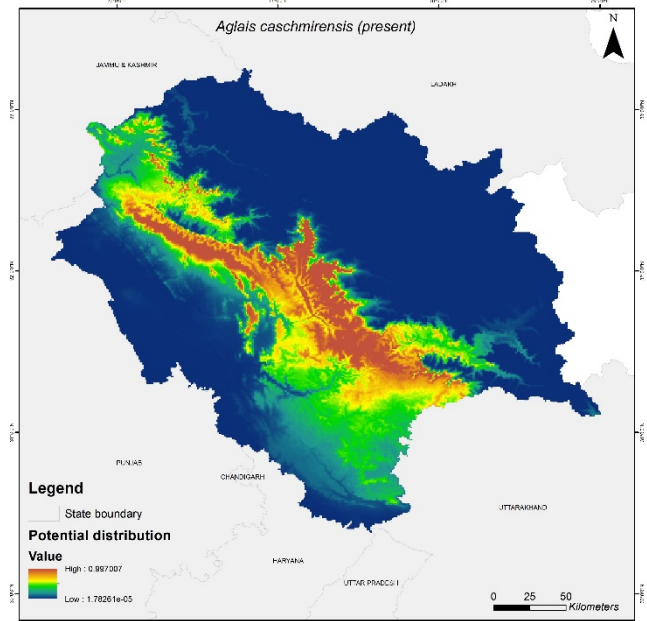 Aglais caschmirensis (present)
N
JAMMU & KASHMIR
LADAKH
PUNJAB
CHANDIGARH
UTTARAKHAND
HARYANA
UTTAR PRADESH
Legend
State boundary
Potential distribution
Value
High : 0.997007
Low : 1.78261e-05
0 25 50
Kilometers